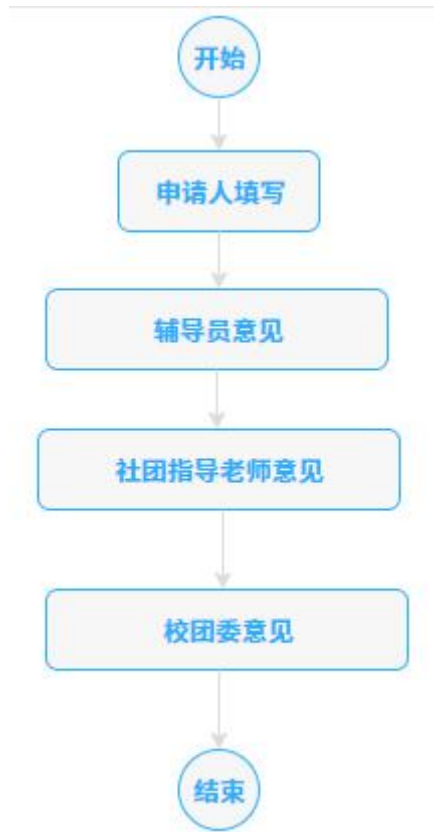 开始
申请人填写
辅导员意见
社团指导老师意见
校团委意见
结束